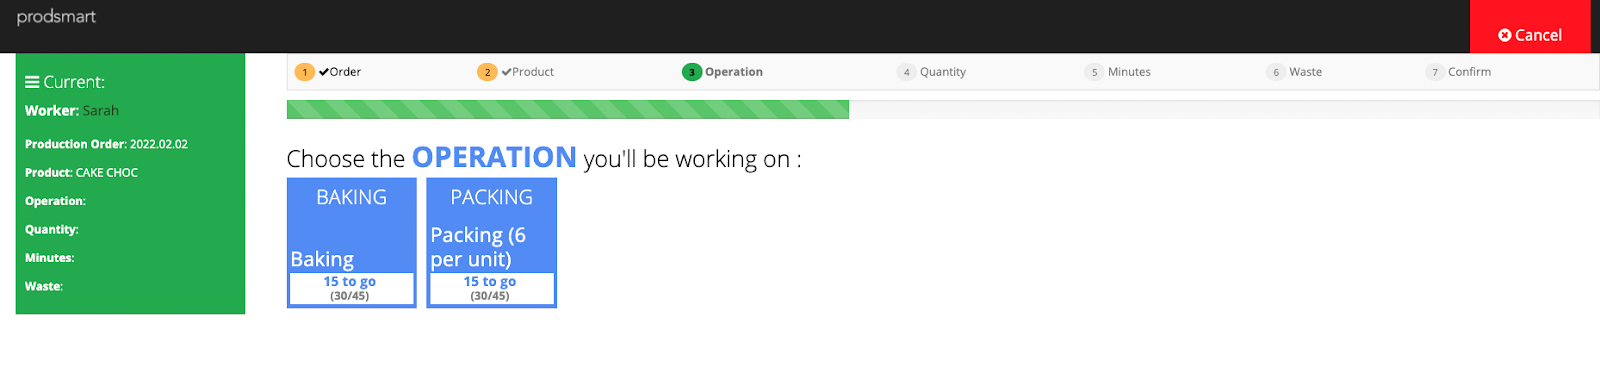 prodsmart
Cancel
Current:
Worker: Sarah
Production Order: 2022.02.02
Product: CAKE CHOC
Operation:
Quantity:
Minutes:
Waste:
1 Order 2 Product 3 Operation 4 Quantity 5 Minutes 6 Waste 7 Confirm
Choose the OPERATION you'll be working on :
BAKING
Baking
15 to go
(30/45)
PACKING
Packing (6
per unit)
15 to go
(30/45)